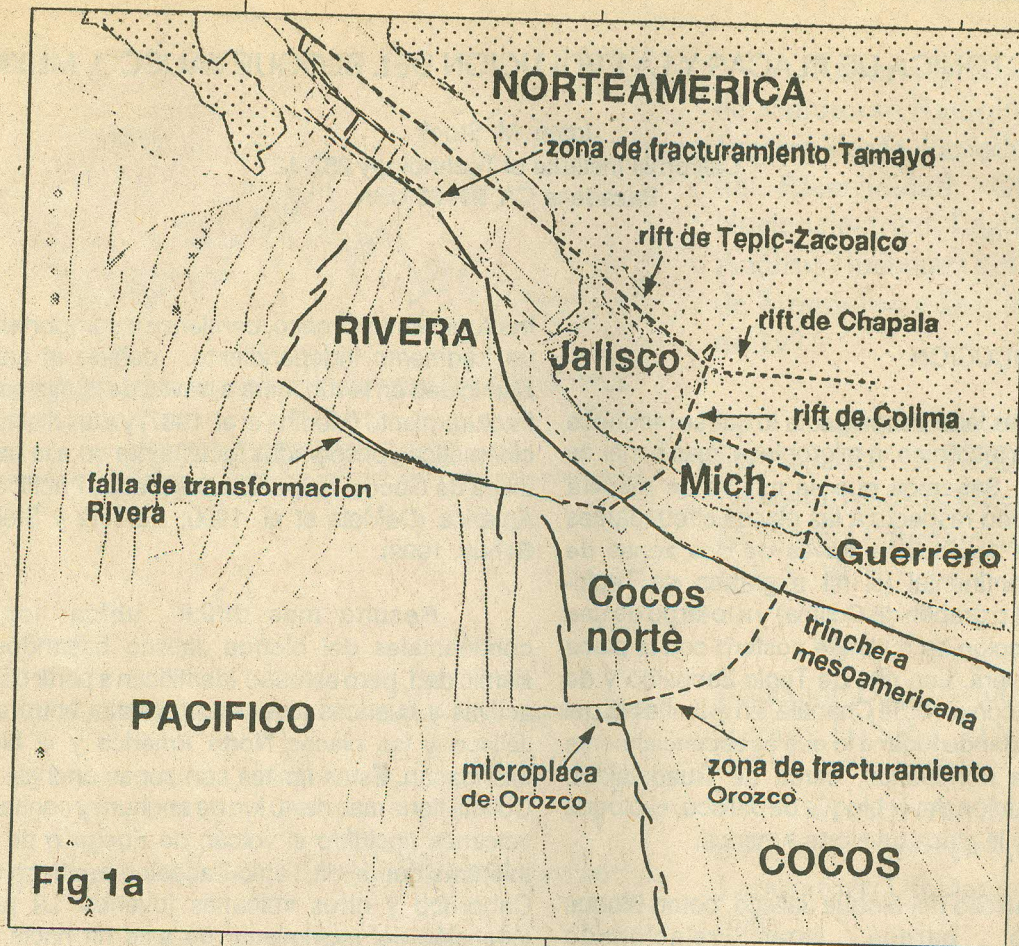 NORTEAMERICA
zona de fracturamiento Tamayo
rift de Tepic-Zacoalco
RIVERA
Jalisco
rift de Chapala
rift de Colima
Mich.
falla de transformacion
Rivera
Guerrero
Cocos
norte
trinchera
mesoamericana
PACIFICO
microplaca
de Orozco
zona de fracturamiento
Orozco
COCOS
Fig 1a